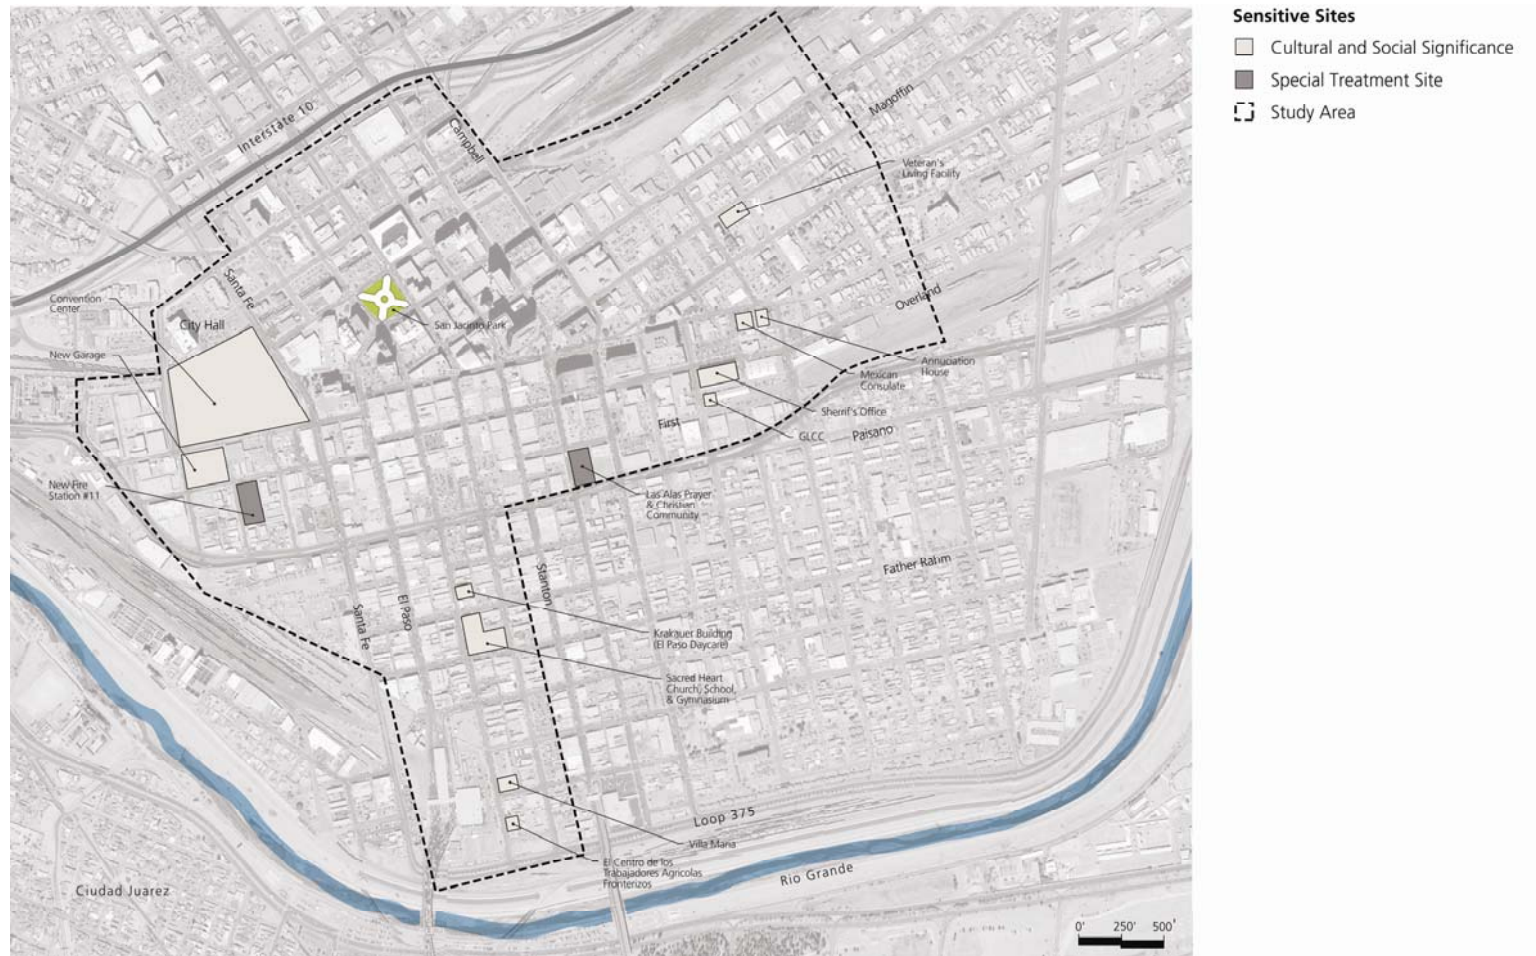 Sensitive Sites
Cultural and Social Significance
Special Treatment Site
Study Area
Interstate 10
Campbell
Magoffin
Veteran's
Living Facility
Santa Fe
Convention
Center
City Hall
San Jacinto Park
Overland
New Garage
Annuciation
House
Mexican
Consulate
Sherrif's Office
First
GLCC
Paisano
New Fire
Station #11
Las Alas Prayer
& Christian
Community
Father Rahm
Stanton
El Paso
Santa Fe
Krakauer Building
(El Paso Daycare)
Sacred Heart
Church, School,
& Gymnasium
Loop 375
Villa Maria
El Centro de los
Trabajadores Agricolas
Fronterizos
Rio Grande
Ciudad Juarez
0' 250' 500'